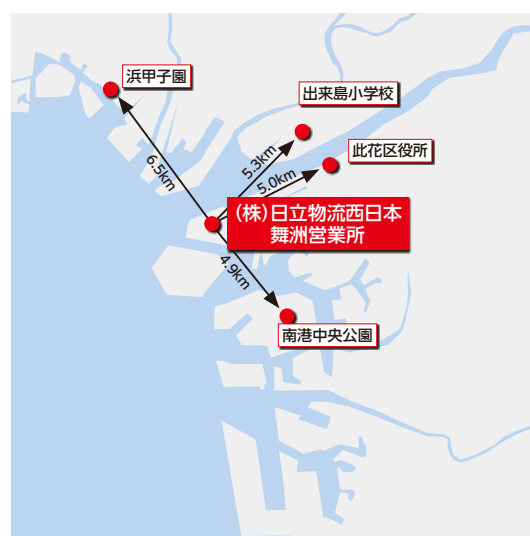 浜甲子園
出来島小学校
此花区役所
6.5km
5.3km
5.0km
(株)日立物流西日本
舞洲営業所
4.9km
南港中央公園